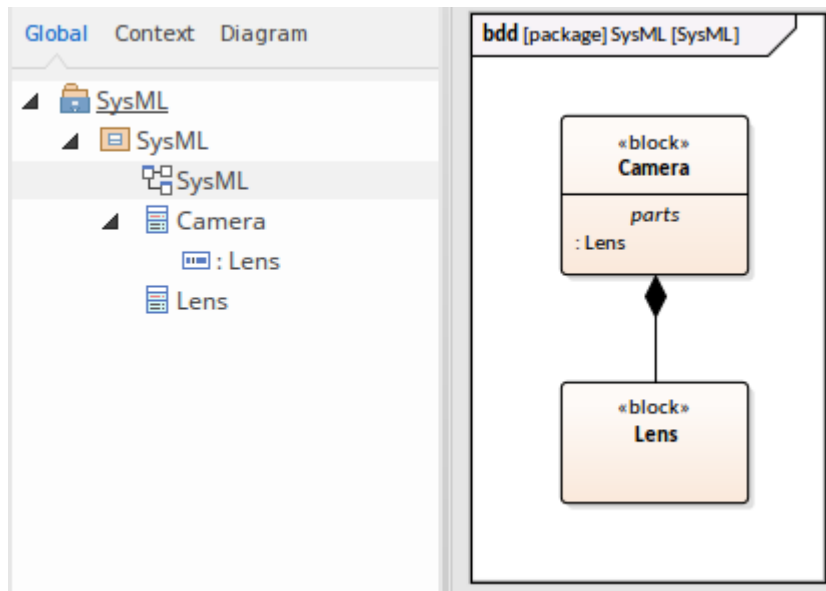 Global Context Diagram
SysML
SysML
SysML
Camera
: Lens
Lens
bdd [package] SysML [SysML]
«block»
Camera
parts
: Lens
«block»
Lens